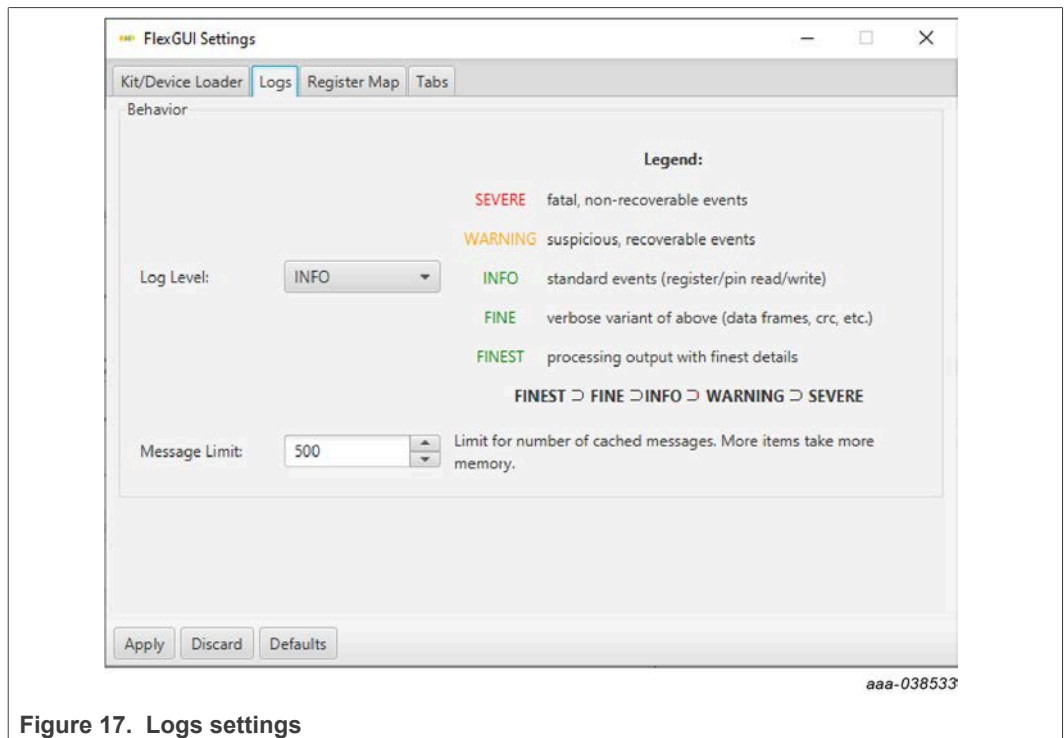 FlexGUI Settings
Kit/Device Loader Logs Register Map Tabs
Behavior
Legend:
SEVERE fatal, non-recoverable events
WARNING suspicious, recoverable events
Log Level: INFO INFO standard events (register/pin read/write)
FINE verbose variant of above (data frames, crc, etc.)
FINEST processing output with finest details
FINEST ⊃ FINE ⊃INFO ⊃ WARNING ⊃ SEVERE
Message Limit: 500 Limit for number of cached messages. More items take more
memory.
Apply Discard Defaults
aaa-038533
Figure 17. Logs settings